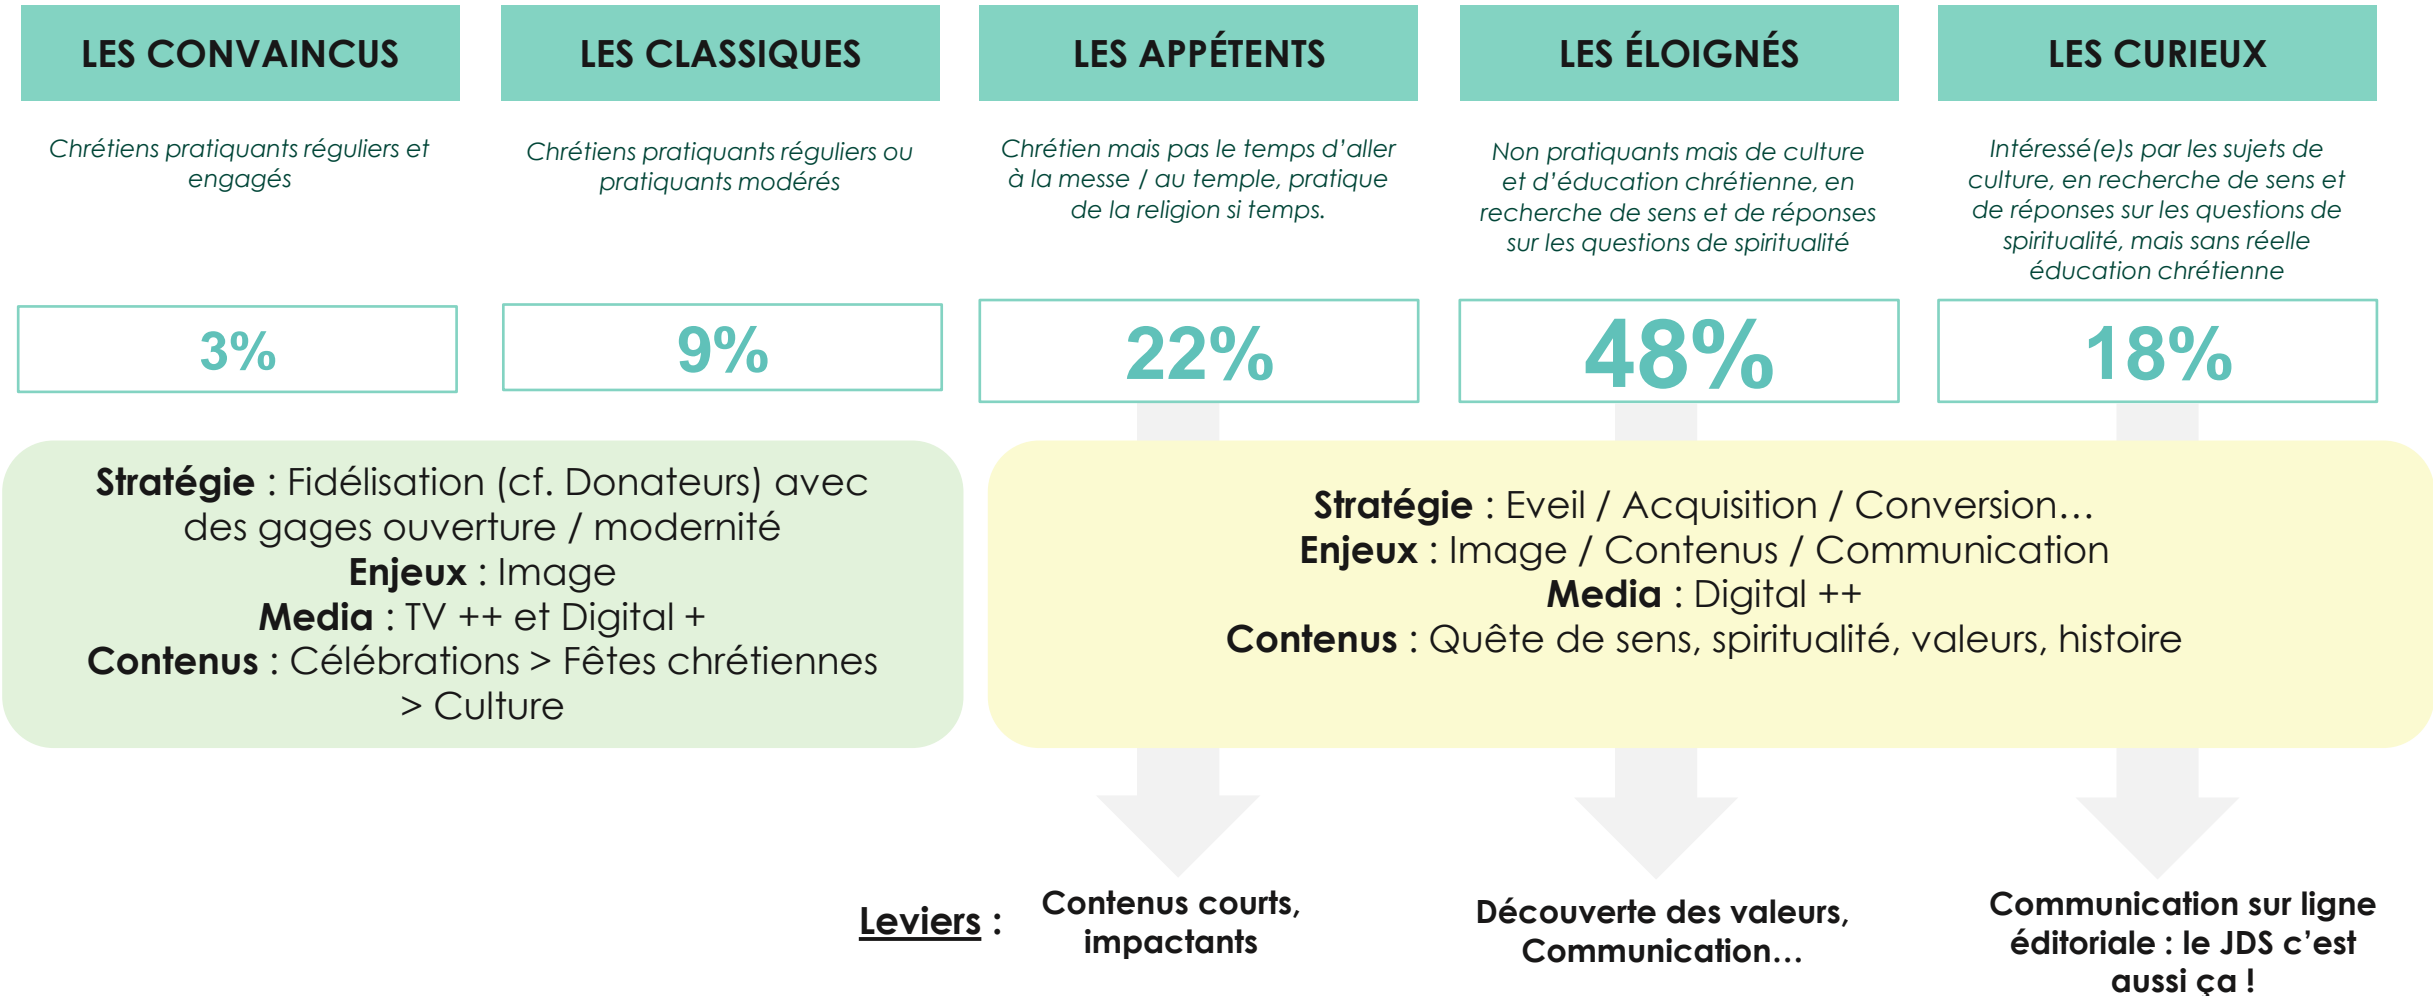 LES CONVAINCUS
Chrétiens pratiquants réguliers et
engagés
3%
LES CLASSIQUES
Chrétiens pratiquants réguliers ou
pratiquants modérés
9%
LES APPÉTENTS
Chrétien mais pas le temps d’aller
à la messe / au temple, pratique
de la religion si temps.
22%
LES ÉLOIGNÉS
Non pratiquants mais de culture
et d’éducation chrétienne, en
recherche de sens et de réponses
sur les questions de spiritualité
48%
LES CURIEUX
Intéressé(e)s par les sujets de
culture, en recherche de sens et
de réponses sur les questions de
spiritualité, mais sans réelle
éducation chrétienne
18%
Stratégie : Fidélisation (cf. Donateurs) avec
des gages ouverture / modernité
Enjeux : Image
Media : TV ++ et Digital +
Contenus : Célébrations > Fêtes chrétiennes
> Culture
Stratégie : Eveil / Acquisition / Conversion…
Enjeux : Image / Contenus / Communication
Media : Digital ++
Contenus : Quête de sens, spiritualité, valeurs, histoire
Leviers :
Contenus courts,
impactants
Découverte des valeurs,
Communication…
Communication sur ligne
éditoriale : le JDS c’est
aussi ça !